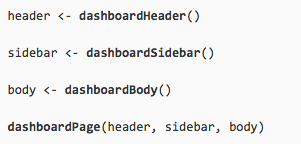 header <- dashboardHeader()
sidebar <- dashboardSidebar()
body <- dashboardBody()
dashboardPage(header, sidebar, body)